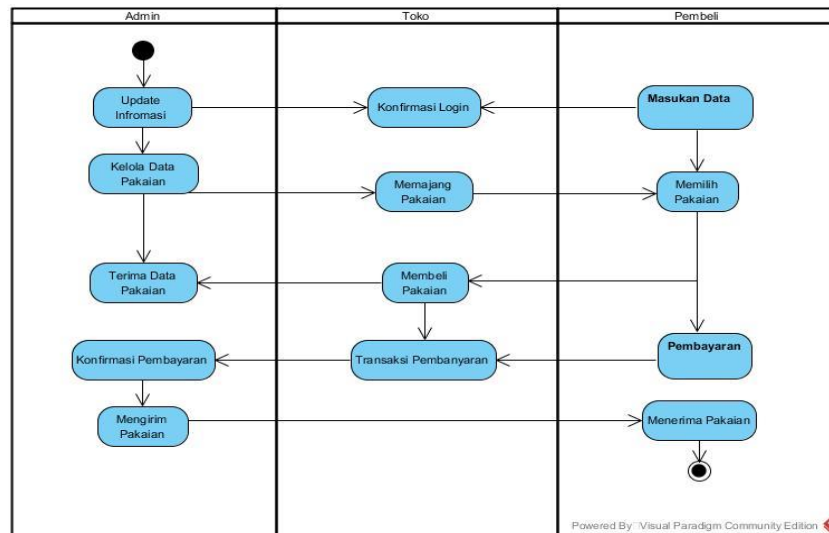 Admin
Toko
Pembeli
Update
Infromasi
Konfirmasi Login
Masukan Data
Kelola Data
Pakaian
Memajang
Pakaian
Memilih
Pakaian
Terima Data
Pakaian
Membeli
Pakaian
Konfirmasi Pembayaran
Transaksi Pembanyaran
Pembayaran
Mengirim
Pakaian
Menerima Pakaian
Powered By Visual Paradigm Community Edition